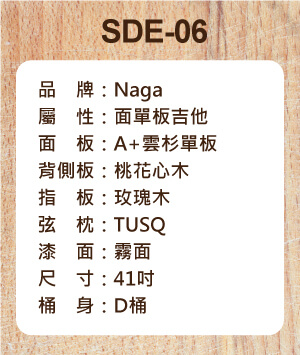 SDE-06
品　牌：Naga
屬　性：面單板吉他
面　板：A+雲杉單板
背側板：桃花心木
指　板：玫瑰木
弦　枕：TUSQ
漆　面：霧面
尺　寸：41吋
桶　身：D桶